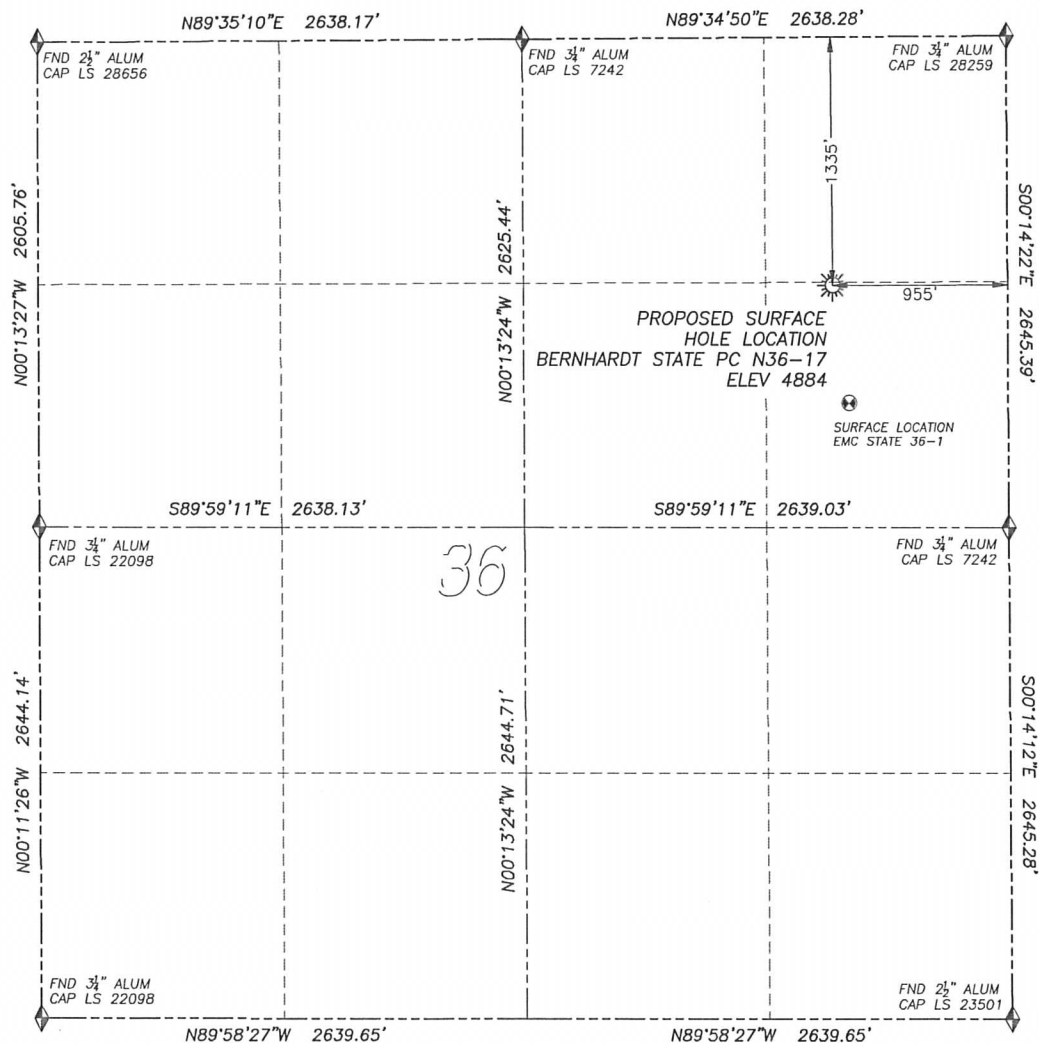 N89°35'10"E 2638.17'
N89°34'50"E 2638.28'
FND 2½" ALUM
CAP LS 28656
FND 3¼" ALUM
CAP LS 7242
FND 3¼" ALUM
CAP LS 28259
1335'
N00°13'27"W 2605.76'
N00°13'24"W 2625.44'
S00°14'22"E 2645.39'
955'
PROPOSED SURFACE
HOLE LOCATION
BERNHARDT STATE PC N36-17
ELEV 4884
SURFACE LOCATION
EMC STATE 36-1
S89°59'11"E 2638.13'
S89°59'11"E 2639.03'
FND 3¼" ALUM
CAP LS 22098
36
FND 3¼" ALUM
CAP LS 7242
N00°11'26"W 2644.14'
N00°13'24"W 2644.71'
S00°14'12"E 2645.28'
FND 3¼" ALUM
CAP LS 22098
FND 2½" ALUM
CAP LS 23501
N89°58'27"W 2639.65'
N89°58'27"W 2639.65'